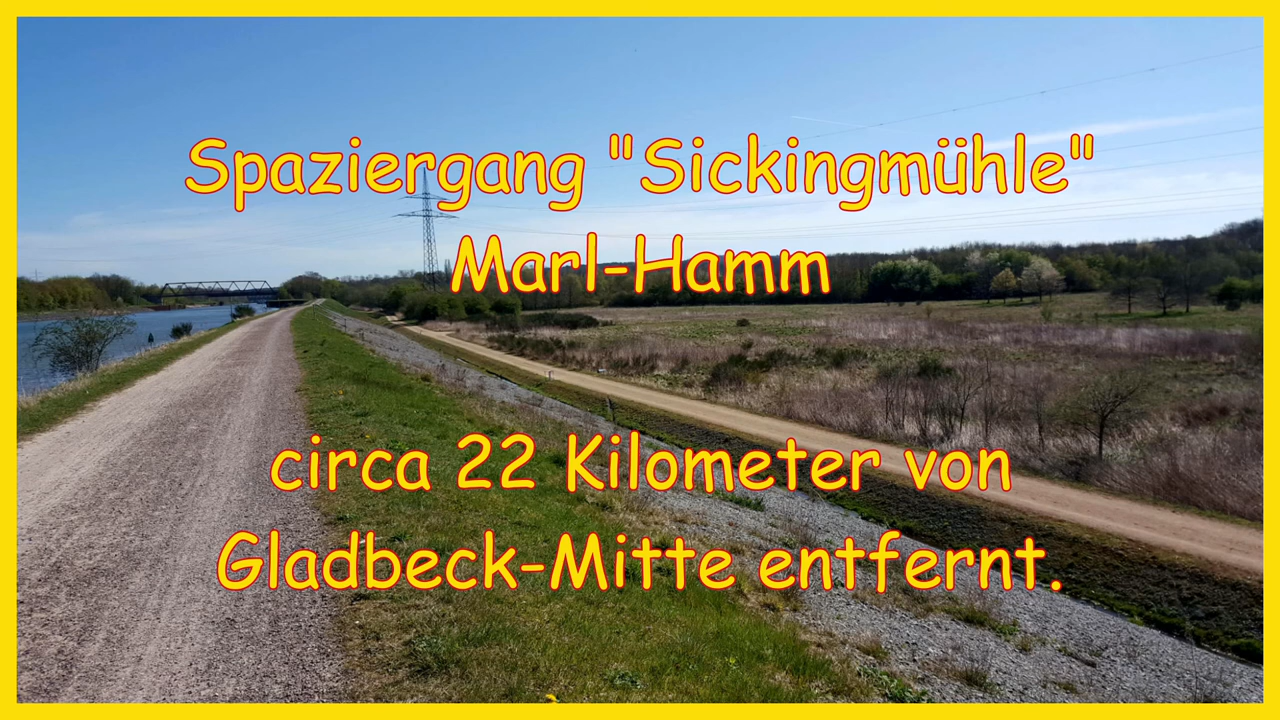 Spaziergang "Sickingmühle"
Marl-Hamm
circa 22 Kilometer von
Gladbeck-Mitte entfernt.